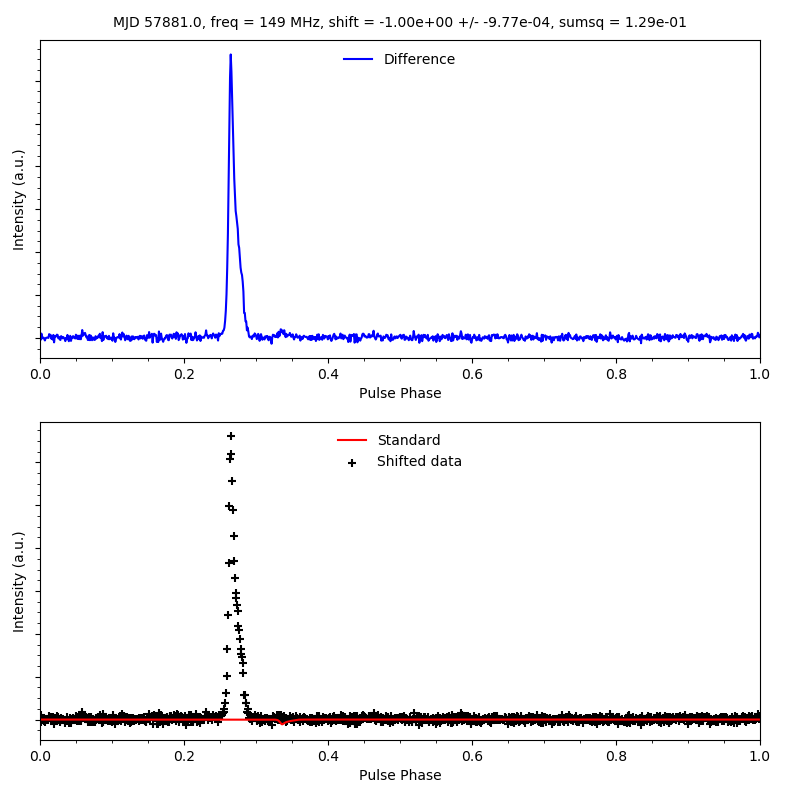 MJD 57881.0, freq = 149 MHz, shift = -1.00e+00 +/- -9.77e-04, sumsq = 1.29e-01
Difference
Intensity (a.u.)
0.0 0.2 0.4 0.6 0.8 1.0
Pulse Phase
Standard
Shifted data
Intensity (a.u.)
0.0 0.2 0.4 0.6 0.8 1.0
Pulse Phase